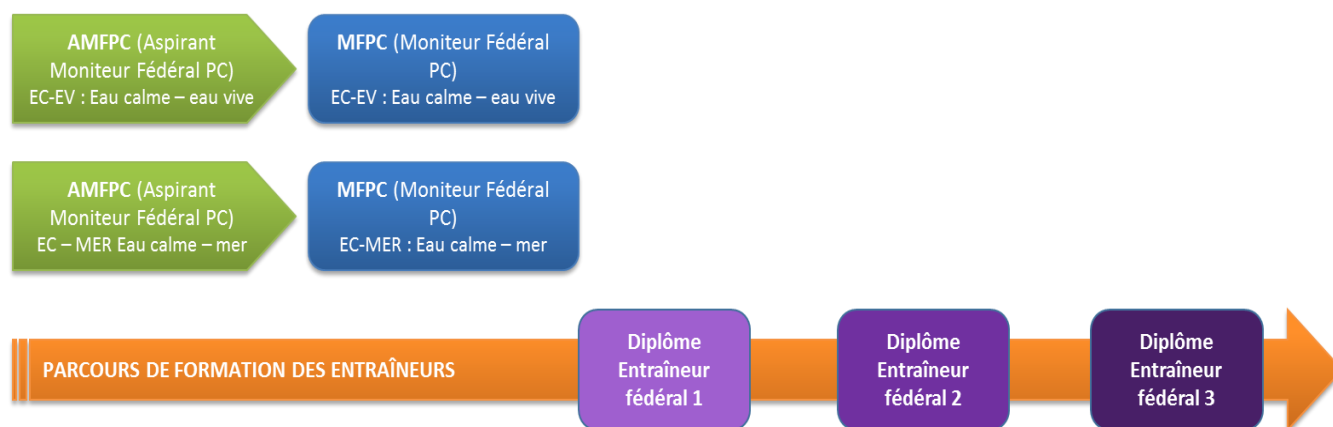 AMFPC (Aspirant
Moniteur Fédéral PC)
EC-EV : Eau calme – eau vive
MFPC (Moniteur Fédéral
PC)
EC-EV : Eau calme – eau vive
AMFPC (Aspirant
Moniteur Fédéral PC)
EC – MER Eau calme – mer
MFPC (Moniteur Fédéral
PC)
EC-MER : Eau calme – mer
PARCOURS DE FORMATION DES ENTRAÎNEURS
Diplôme
Entraîneur
fédéral 1
Diplôme
Entraîneur
fédéral 2
Diplôme
Entraîneur
fédéral 3